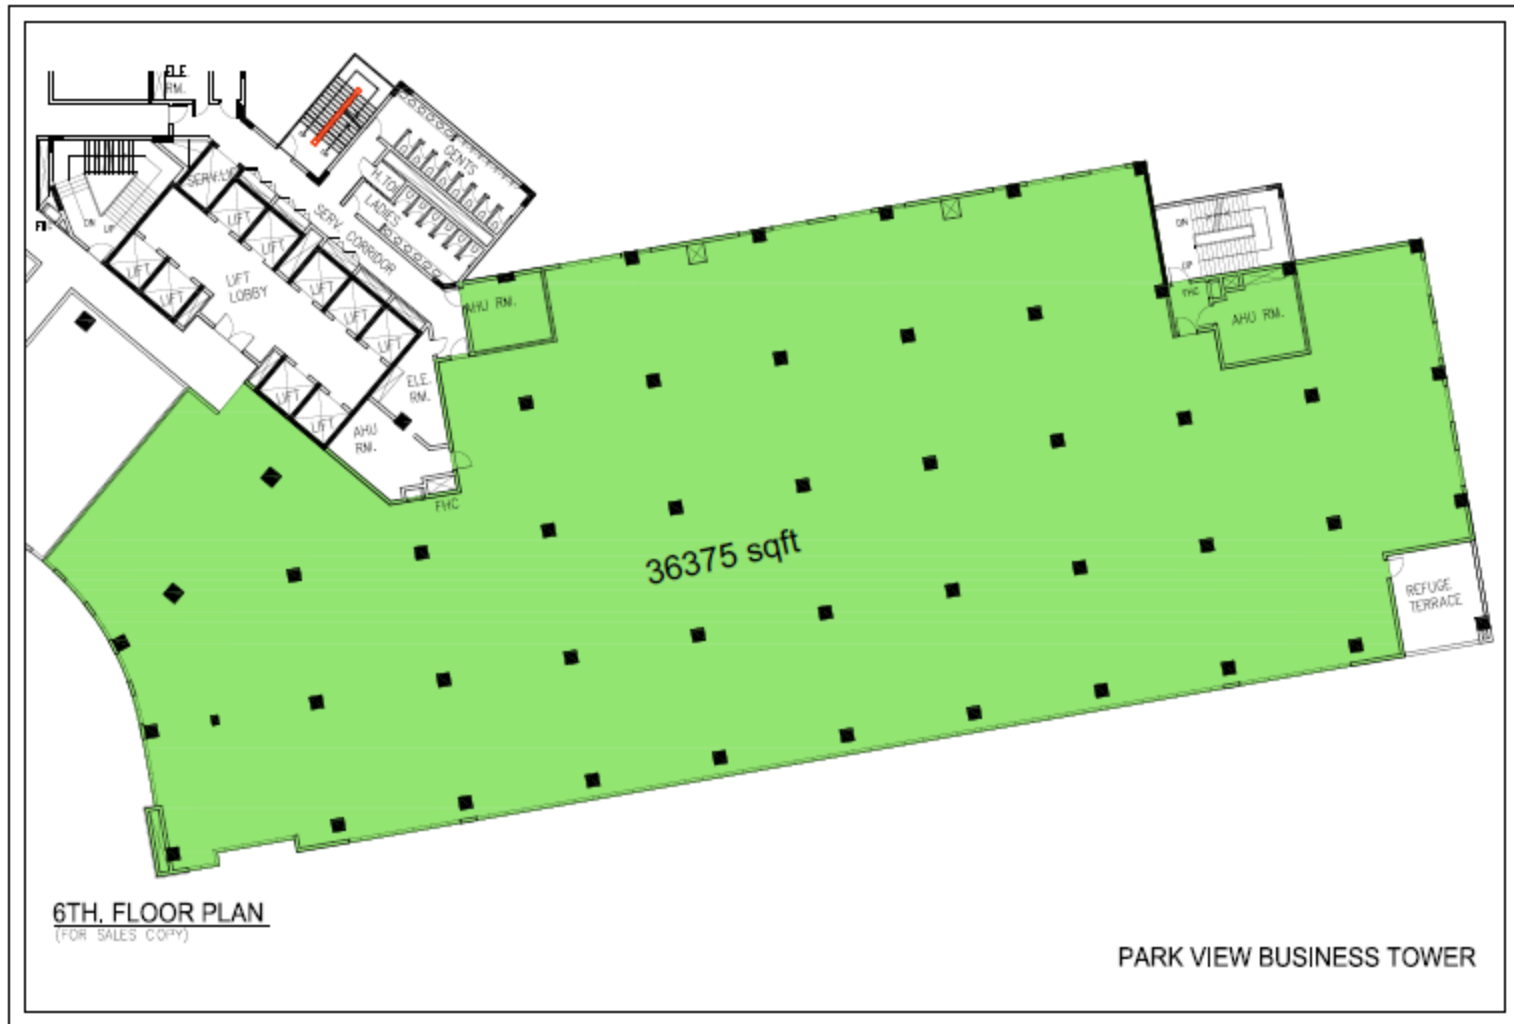 ELE.
RM.
GENTS
H.TOI.
LADIES
SERV. CORRIDOR
SERV.LIFT
LIFT
LIFT
LIFT
LIFT
DN
UP
LIFT
LOBBY
LIFT
LIFT
LIFT
LIFT
LIFT
ELE.
RM.
AHU
RM.
FHC
AHU RM.
DN
UP
FHC
AHU RM.
36375 sqft
REFUGE
TERRACE
6TH. FLOOR PLAN
(FOR SALES COPY)
PARK VIEW BUSINESS TOWER